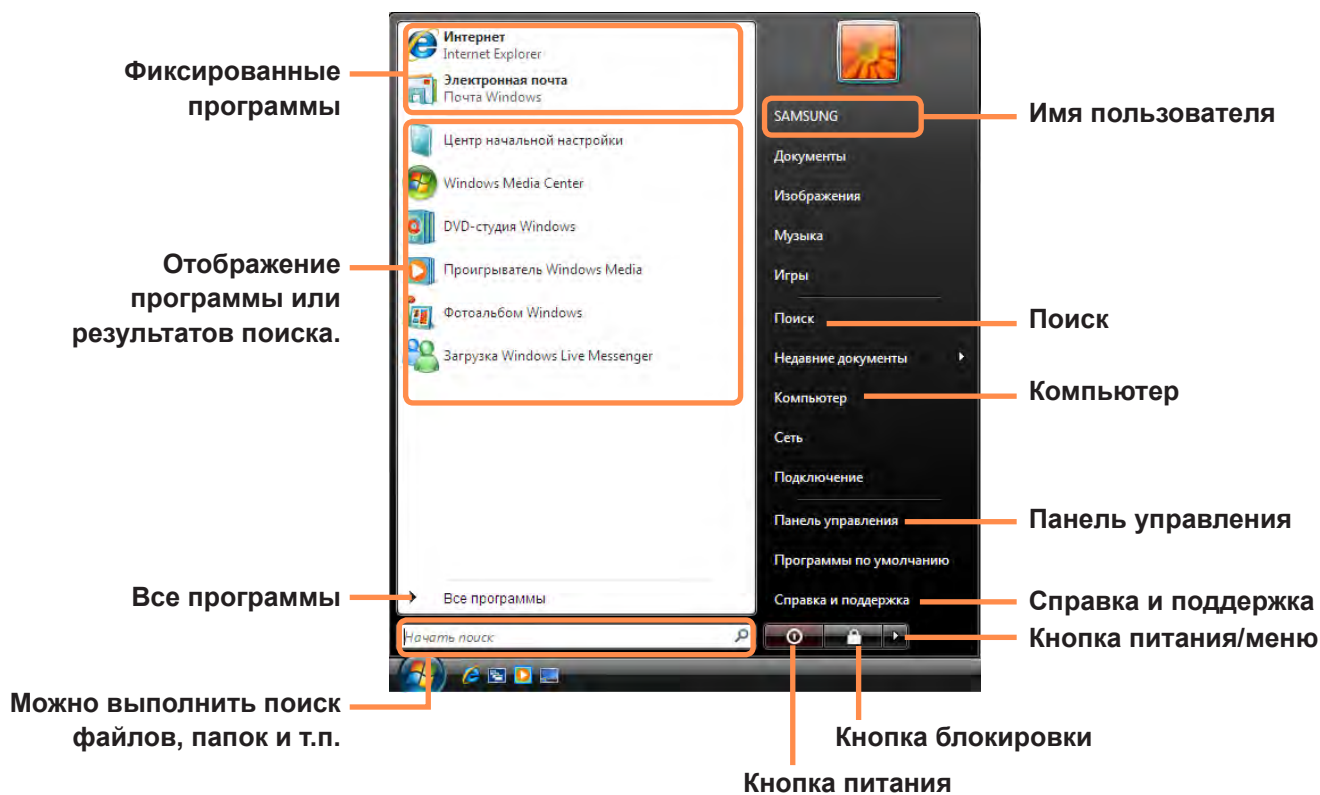 Фиксированные
программы
Отображение
программы или
результатов поиска.
Все программы
Можно выполнить поиск
файлов, папок и т.п.
Интернет
Internet Explorer
Электронная почта
Почта Windows
Центр начальной настройки
Windows Media Center
DVD-студия Windows
Проигрыватель Windows Media
Фотоальбом Windows
Загрузка Windows Live Messenger
Все программы
Начать поиск
SAMSUNG
Документы
Изображения
Музыка
Игры
Поиск
Недавние документы
Компьютер
Сеть
Подключение
Панель управления
Программы по умолчанию
Справка и поддержка
Имя пользователя
Поиск
Компьютер
Панель управления
Справка и поддержка
Кнопка питания/меню
Кнопка блокировки
Кнопка питания